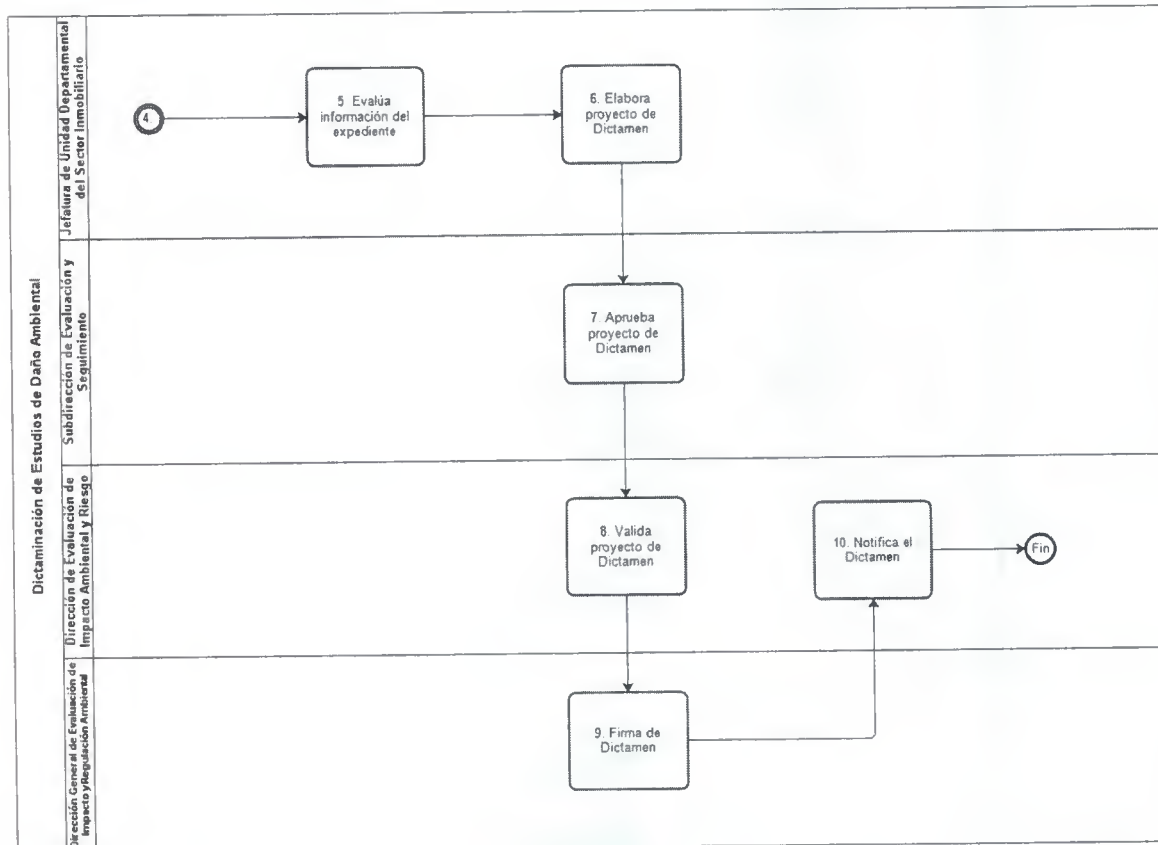 Dictaminación de Estudios de Daño Ambiental
Jefatura de Unidad Departamental
del Sector Inmobiliario
4.
5 Evalúa
información del
expediente
6. Elabora
proyecto de
Dictamen
Subdirección de Evaluación y
Seguimiento
7. Aprueba
proyecto de
Dictamen
Dirección de Evaluación de
Impacto Ambiental y Riesgo
8. Valida
proyecto de
Dictamen
10. Notifica el
Dictamen
Fin
Dirección General de Evaluación de
Impacto y Regulación Ambiental
9. Firma de
Dictamen